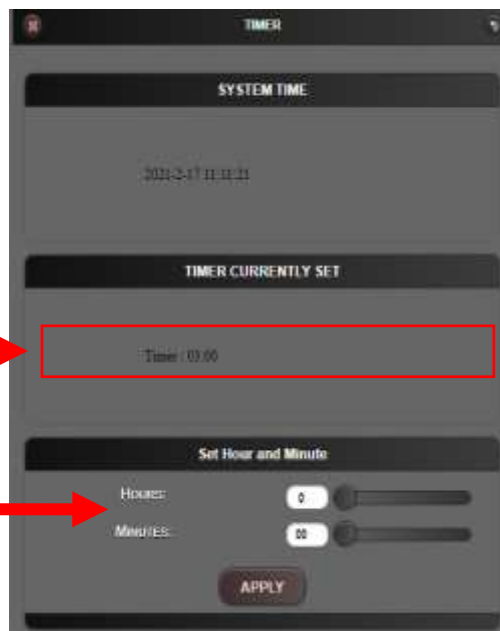 TIMER
SYSTEM TIME
2021-2-17 11:11:21
TIMER CURRENTLY SET
Timer : 03:00
Set Hour and Minute
Hours: 0
Minutes: 00
APPLY